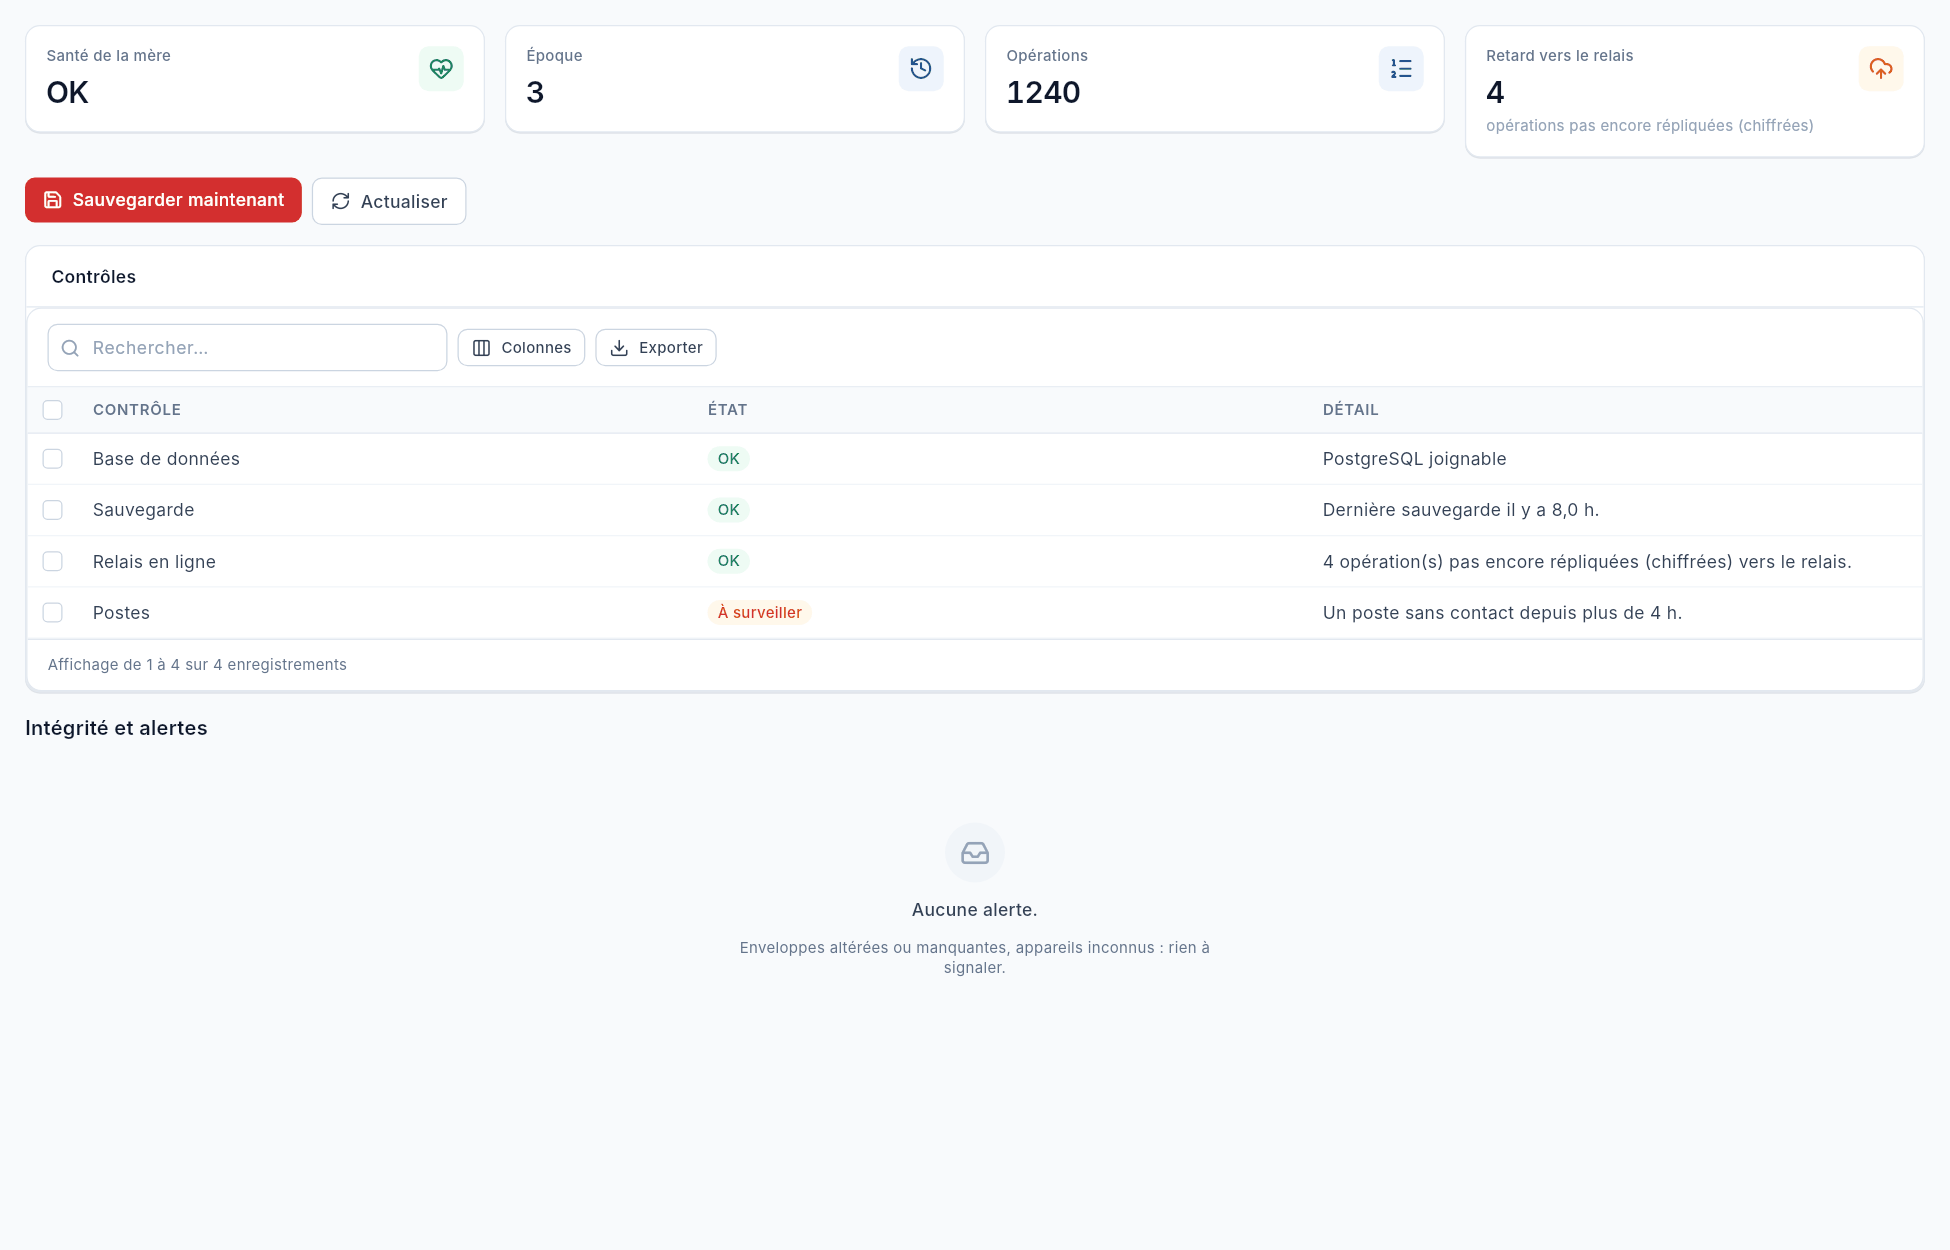 Santé de la mère
OK
Époque
3
Opérations
1240
Retard vers le relais
4
opérations pas encore répliquées (chiffrées)
Sauvegarder maintenant
Actualiser
Contrôles
Rechercher...
Colonnes
Exporter
CONTRÔLE ÉTAT DÉTAIL
Base de données OK PostgreSQL joignable
Sauvegarde OK Dernière sauvegarde il y a 8,0 h.
Relais en ligne OK 4 opération(s) pas encore répliquées (chiffrées) vers le relais.
Postes À surveiller Un poste sans contact depuis plus de 4 h.
Affichage de 1 à 4 sur 4 enregistrements
Intégrité et alertes
Aucune alerte.
Enveloppes altérées ou manquantes, appareils inconnus : rien à
signaler.